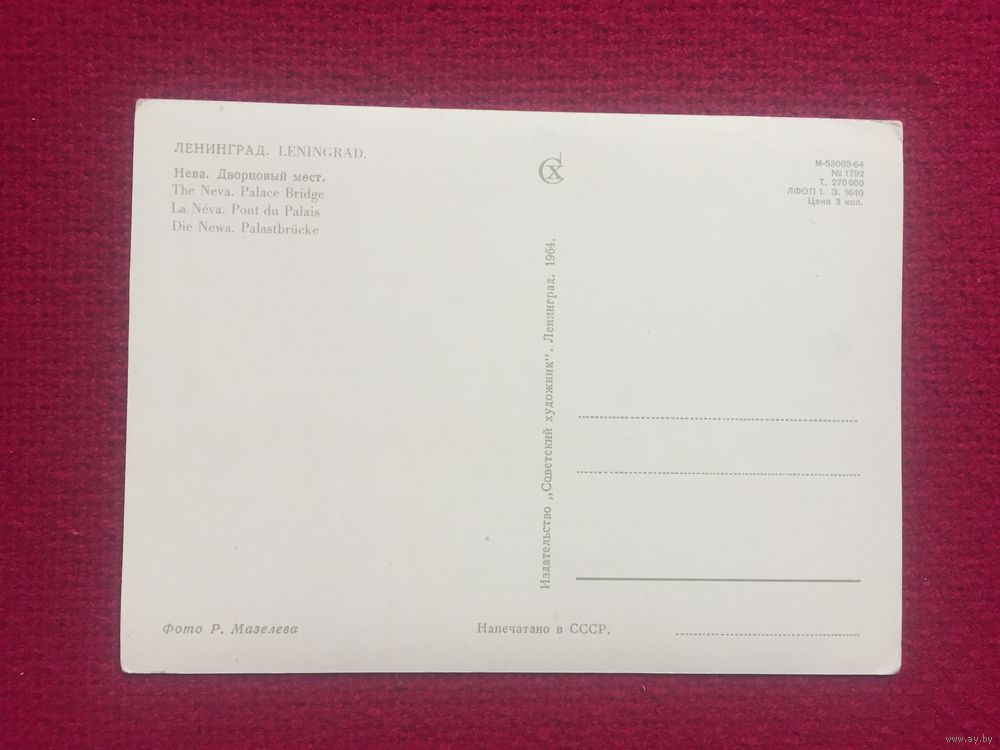 ЛЕНИНГРАД. LENINGRAD.
Нева. Дворцовый мост.
The Neva. Palace Bridge
La Néva. Pont du Palais
Die Newa. Palastbrücke
СХ
М-53065-64
№ 1792
Т. 270 000
ЛФОП 1. З. 1640
Цена 3 коп.
Издательство „Советский художник“. Ленинград. 1964.
Фото Р. Мазелева
Напечатано в СССР.
www.ay.by